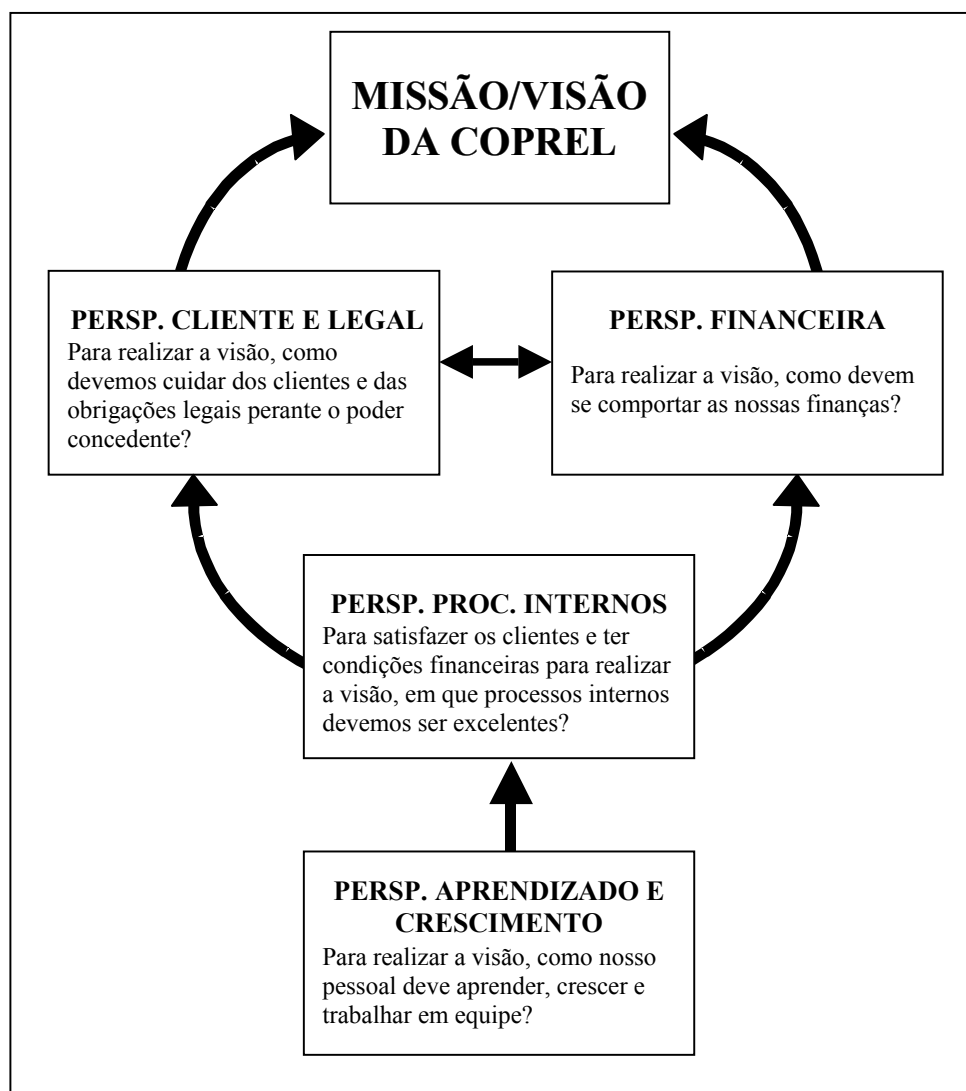 MISSÃO/VISÃO
DA COPREL
PERSP. CLIENTE E LEGAL
Para realizar a visão, como
devemos cuidar dos clientes e das
obrigações legais perante o poder
concedente?
PERSP. FINANCEIRA
Para realizar a visão, como devem
se comportar as nossas finanças?
PERSP. PROC. INTERNOS
Para satisfazer os clientes e ter
condições financeiras para realizar
a visão, em que processos internos
devemos ser excelentes?
PERSP. APRENDIZADO E
CRESCIMENTO
Para realizar a visão, como nosso
pessoal deve aprender, crescer e
trabalhar em equipe?